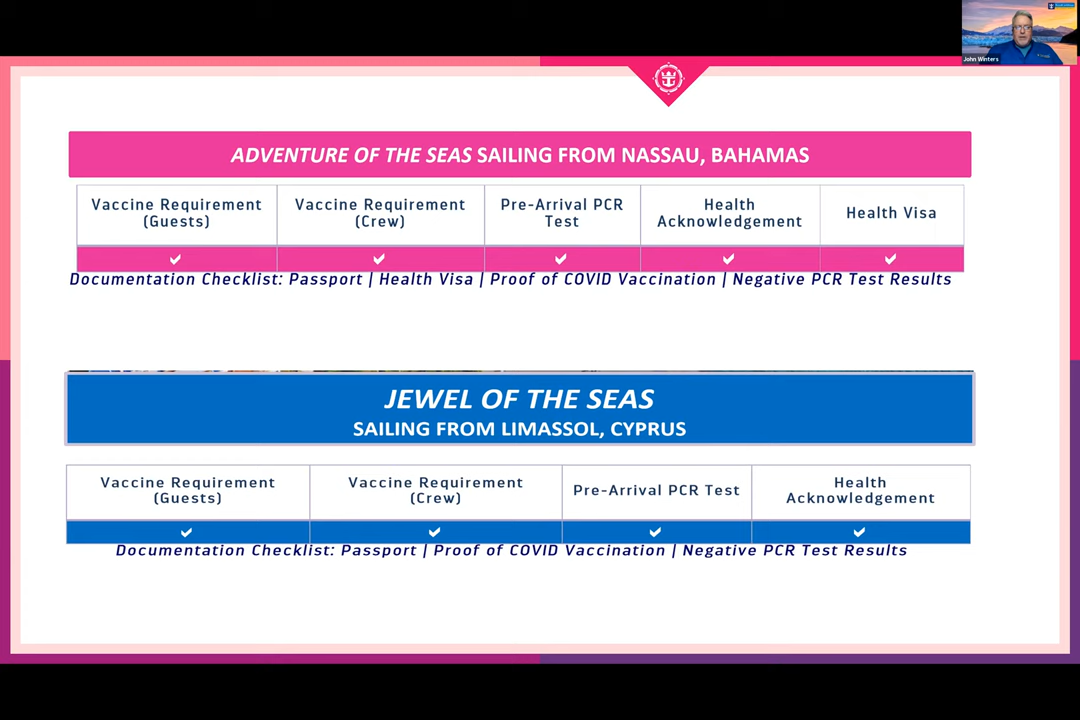 John Winters
ADVENTURE OF THE SEAS SAILING FROM NASSAU, BAHAMAS
Vaccine Requirement
(Guests)
Vaccine Requirement
(Crew)
Pre-Arrival PCR
Test
Health
Acknowledgement
Health Visa
Documentation Checklist: Passport | Health Visa | Proof of COVID Vaccination | Negative PCR Test Results
JEWEL OF THE SEAS
SAILING FROM LIMASSOL, CYPRUS
Vaccine Requirement
(Guests)
Vaccine Requirement
(Crew)
Pre-Arrival PCR Test
Health
Acknowledgement
Documentation Checklist: Passport | Proof of COVID Vaccination | Negative PCR Test Results